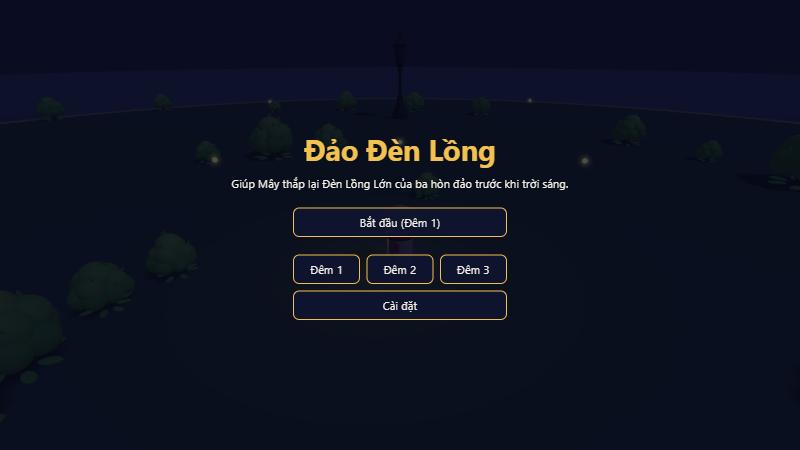 Đảo Đèn Lồng
Giúp Mây thắp lại Đèn Lồng Lớn của ba hòn đảo trước khi trời sáng.
Bắt đầu (Đêm 1)
Đêm 1 Đêm 2 Đêm 3
Cài đặt